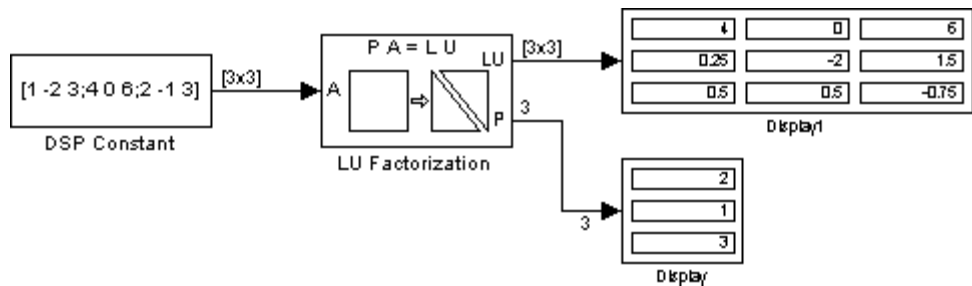 [1 -2 3;4 0 6;2 -1 3]
DSP Constant
[3x3]
P A = L U
A
LU
P
LU Factorization
[3x3]
3
3
4 0 6
0.25 -2 1.5
0.5 0.5 -0.75
Display1
2
1
3
Display